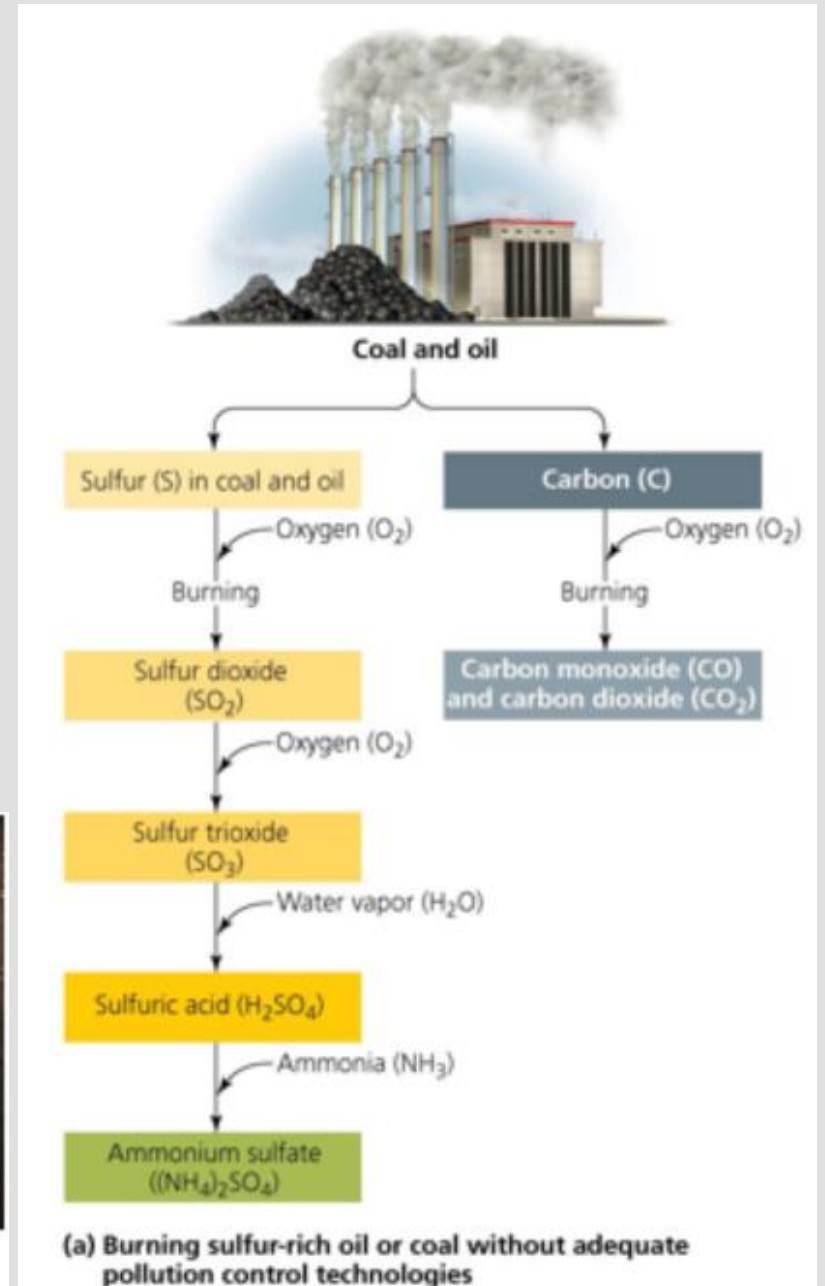 Coal and oil
Sulfur (S) in coal and oil
Carbon (C)
Oxygen (O₂)
Oxygen (O₂)
Burning
Burning
Sulfur dioxide
(SO₂)
Carbon monoxide (CO)
and carbon dioxide (CO₂)
Oxygen (O₂)
Sulfur trioxide
(SO₃)
Water vapor (H₂O)
Sulfuric acid (H₂SO₄)
Ammonia (NH₃)
Ammonium sulfate
((NH₄)₂SO₄)
(a) Burning sulfur-rich oil or coal without adequate
pollution control technologies